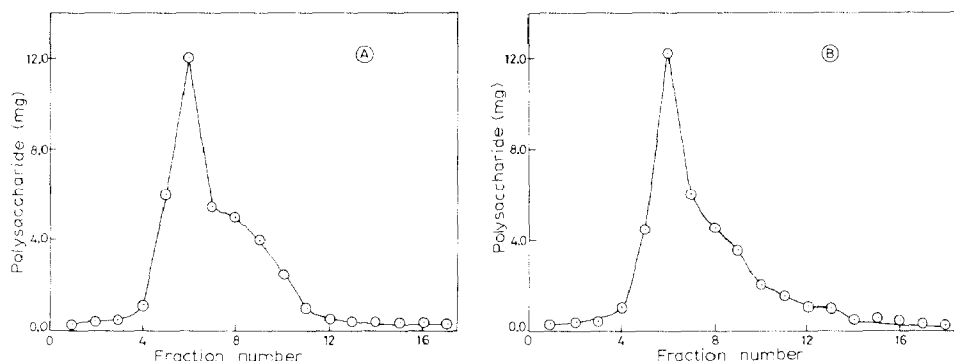 A
12.0
8.0
4.0
0.0
Polysaccharide (mg)
0 4 8 12 16
Fraction number
B
12.0
8.0
4.0
0.0
Polysaccharide (mg)
0 4 8 12 16
Fraction number